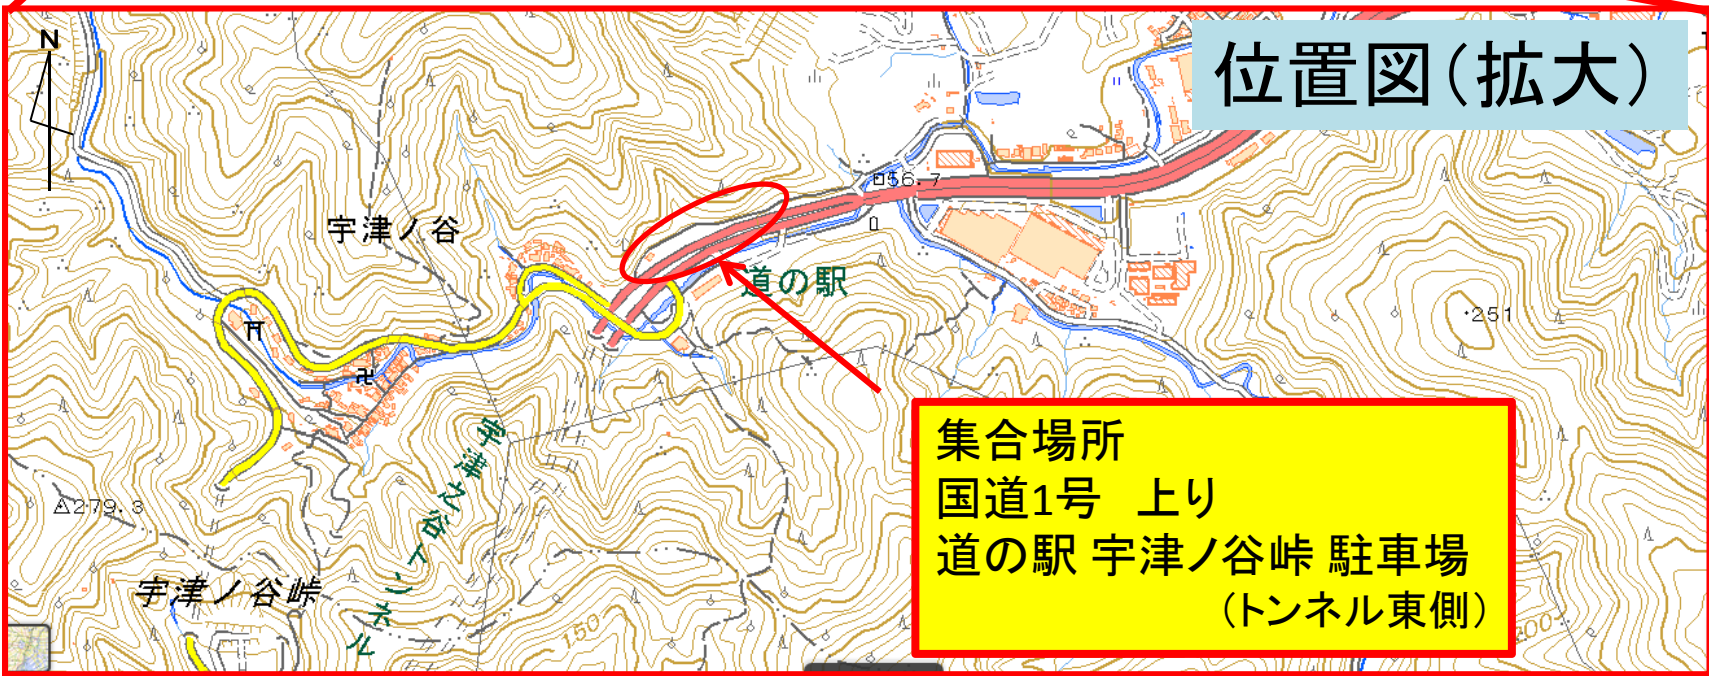 位置図（拡大）
N
56.7
宇津ノ谷
道の駅
251
集合場所
国道1号　上り
道の駅 宇津ノ谷峠 駐車場
（トンネル東側）
宇津之谷トンネル
279.3
宇津ノ谷峠
150
200